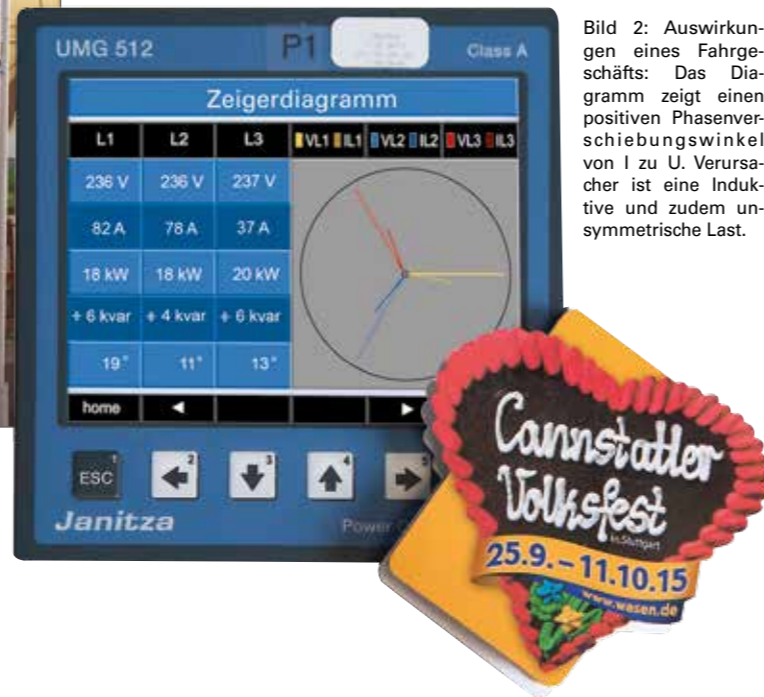 UMG 512
P1
Class A
Zeigerdiagramm
L1 L2 L3 VL1 IL1 VL2 IL2 VL3 IL3
236 V 236 V 237 V
82 A 78 A 37 A
18 kW 18 kW 20 kW
+ 6 kvar + 4 kvar + 6 kvar
19° 11° 13°
home
ESC 1 2 3 4 5
Janitza
Power
Bild 2: Auswirkun-
gen eines Fahrge-
schäfts: Das Dia-
gramm zeigt einen
positiven Phasenver-
schiebungswinkel
von I zu U. Verursa-
cher ist eine Induk-
tive und zudem un-
symmetrische Last.
Cannstatter
Volksfest
in Stuttgart
25.9. – 11.10.15
www.wasen.de